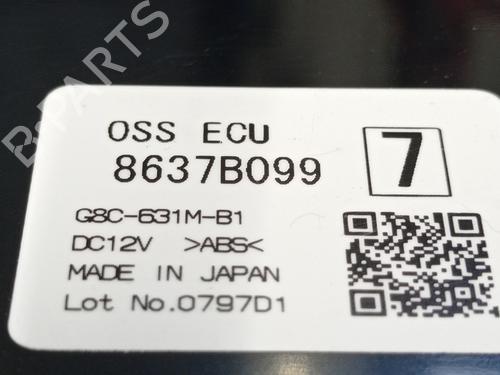 B-PARTS
OSS ECU
8637B099
7
G8C-631M-B1
DC12V >ABS<
MADE IN JAPAN
Lot No.0797D1